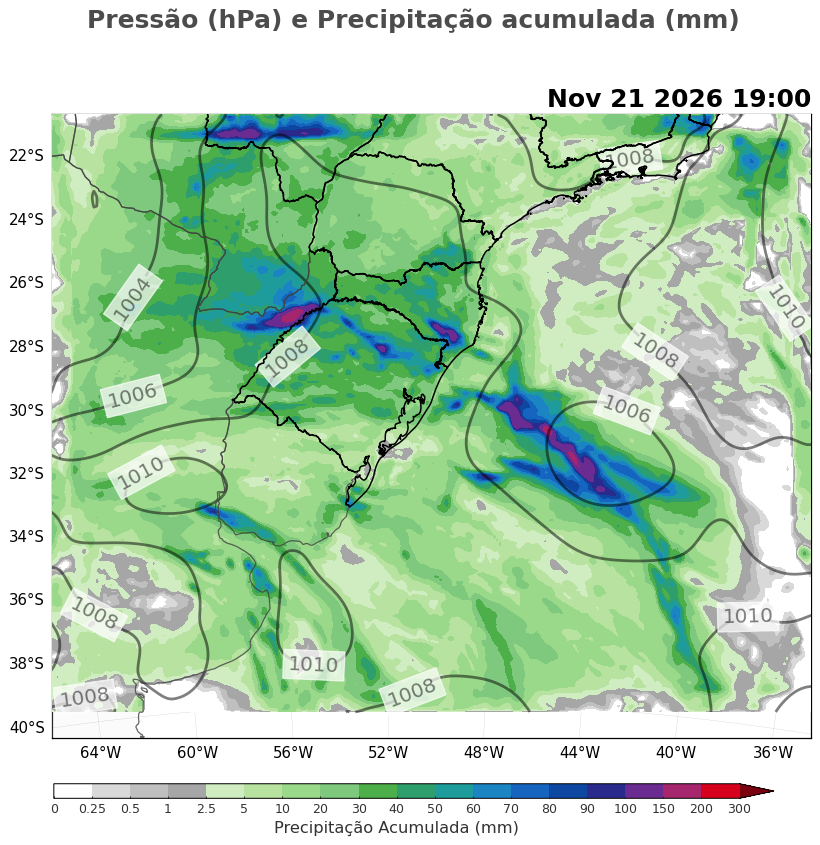 Pressão (hPa) e Precipitação acumulada (mm)
Nov 21 2026 19:00
22°S
24°S
26°S
28°S
30°S
32°S
34°S
36°S
38°S
40°S
1008
1004
1010
1008
1008
1006
1006
1010
1008
1010
1010
1008
1008
64°W 60°W 56°W 52°W 48°W 44°W 40°W 36°W
0 0.25 0.5 1 2.5 5 10 20 30 40 50 60 70 80 90 100 150 200 300
Precipitação Acumulada (mm)